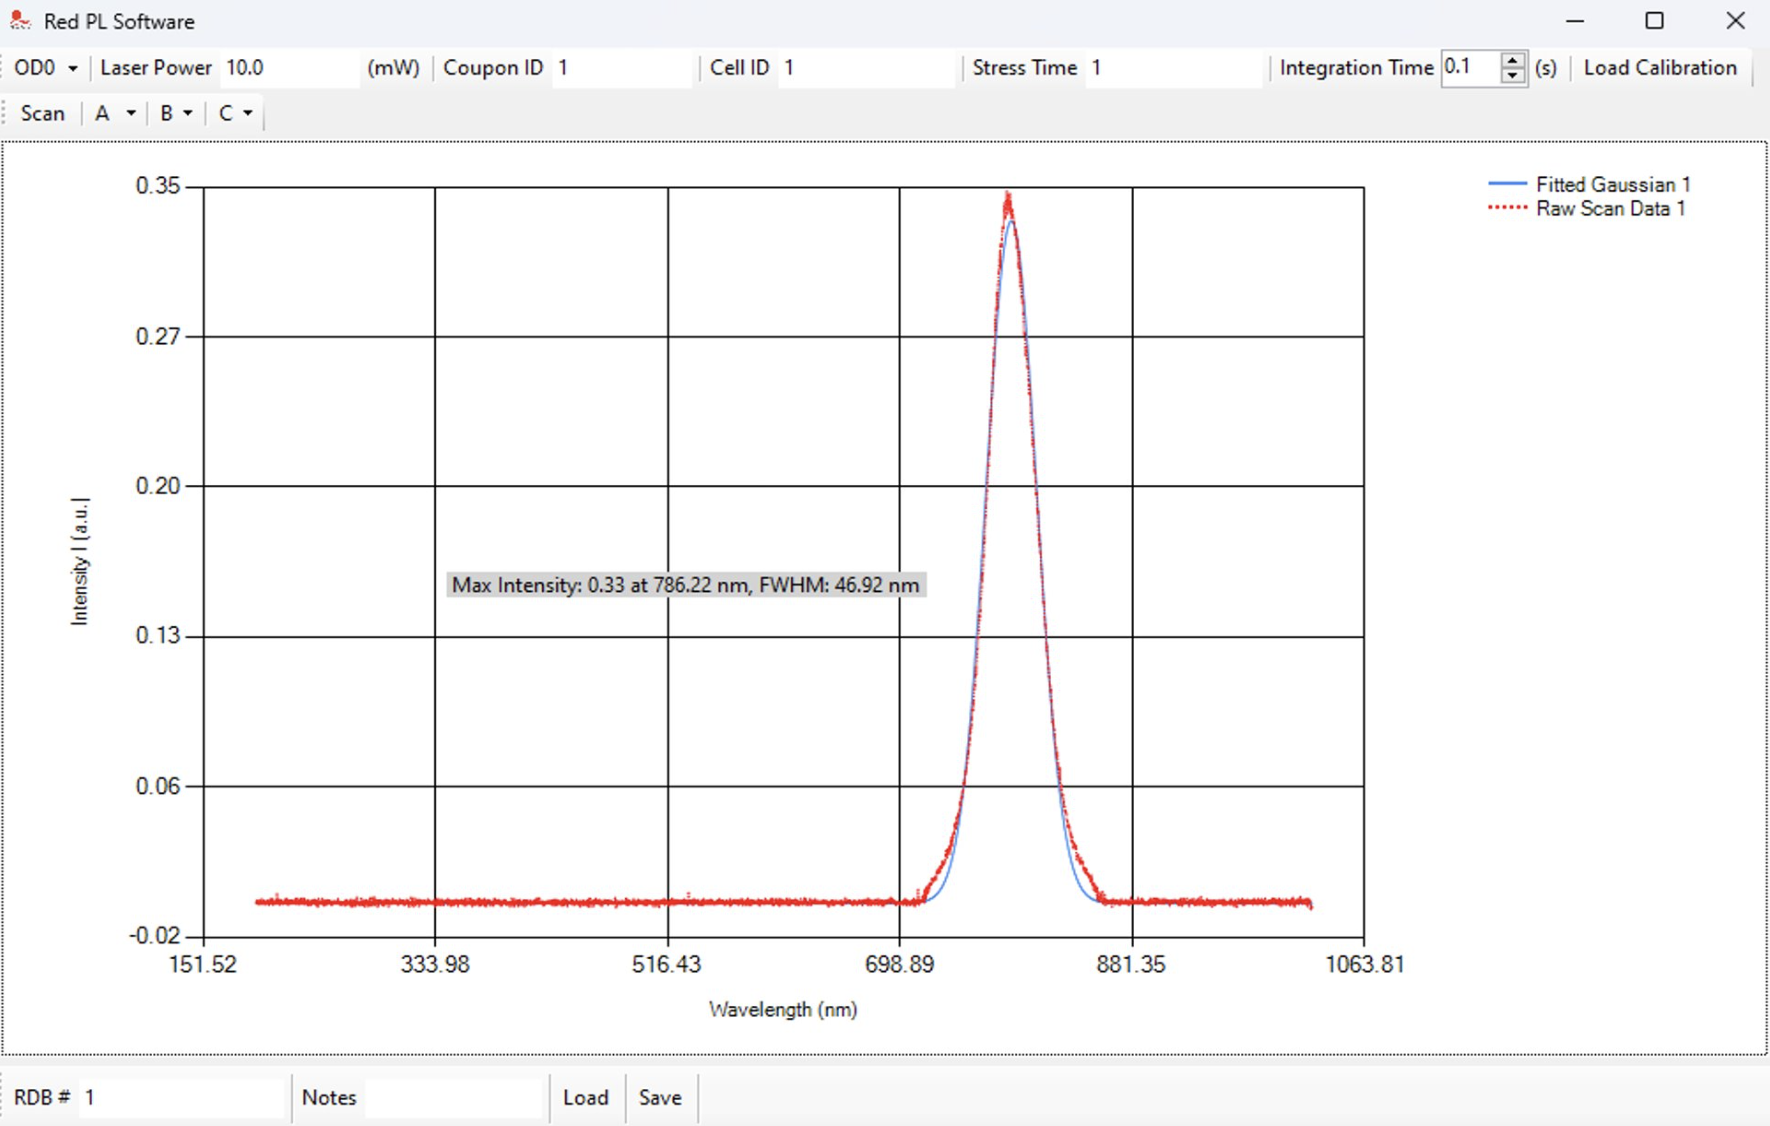 Red PL Software
OD0 Laser Power 10.0 (mW) Coupon ID 1 Cell ID 1 Stress Time 1 Integration Time 0.1 (s) Load Calibration
Scan A B C
Fitted Gaussian 1
Raw Scan Data 1
0.35
0.27
0.20
0.13
0.06
-0.02
Intensity I (a.u.)
Max Intensity: 0.33 at 786.22 nm, FWHM: 46.92 nm
151.52 333.98 516.43 698.89 881.35 1063.81
Wavelength (nm)
RDB # 1 Notes Load Save